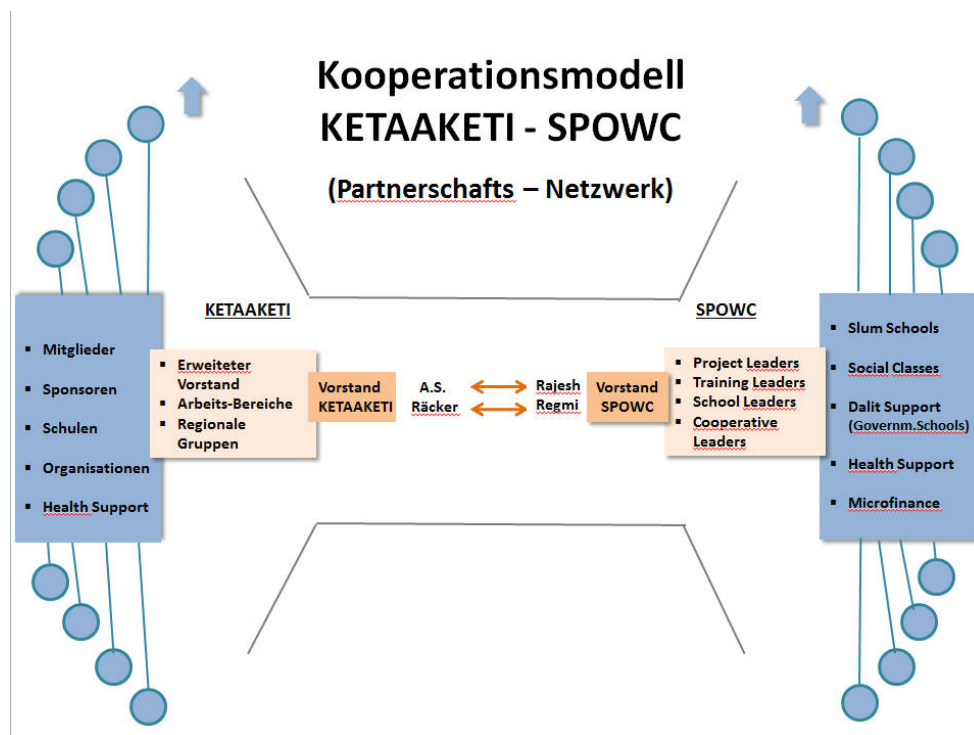 Kooperationsmodell
KETAAKETI - SPOWC
(Partnerschafts – Netzwerk)
KETAAKETI
SPOWC
▪ Mitglieder
▪ Sponsoren
▪ Schulen
▪ Organisationen
▪ Health Support
▪ Erweiteter
Vorstand
▪ Arbeits-Bereiche
▪ Regionale
Gruppen
Vorstand
KETAAKETI
A.S.
Räcker
Rajesh
Regmi
Vorstand
SPOWC
▪ Project Leaders
▪ Training Leaders
▪ School Leaders
▪ Cooperative
Leaders
▪ Slum Schools
▪ Social Classes
▪ Dalit Support
(Governm.Schools)
▪ Health Support
▪ Microfinance